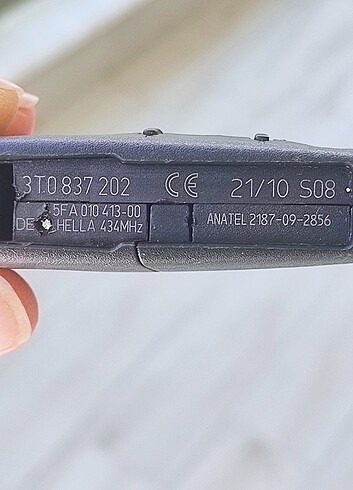 3T0 837 202 CE 21/10 S08
5FA 010 413-00 ANATEL 2187-09-2856
DE HELLA 434MHz